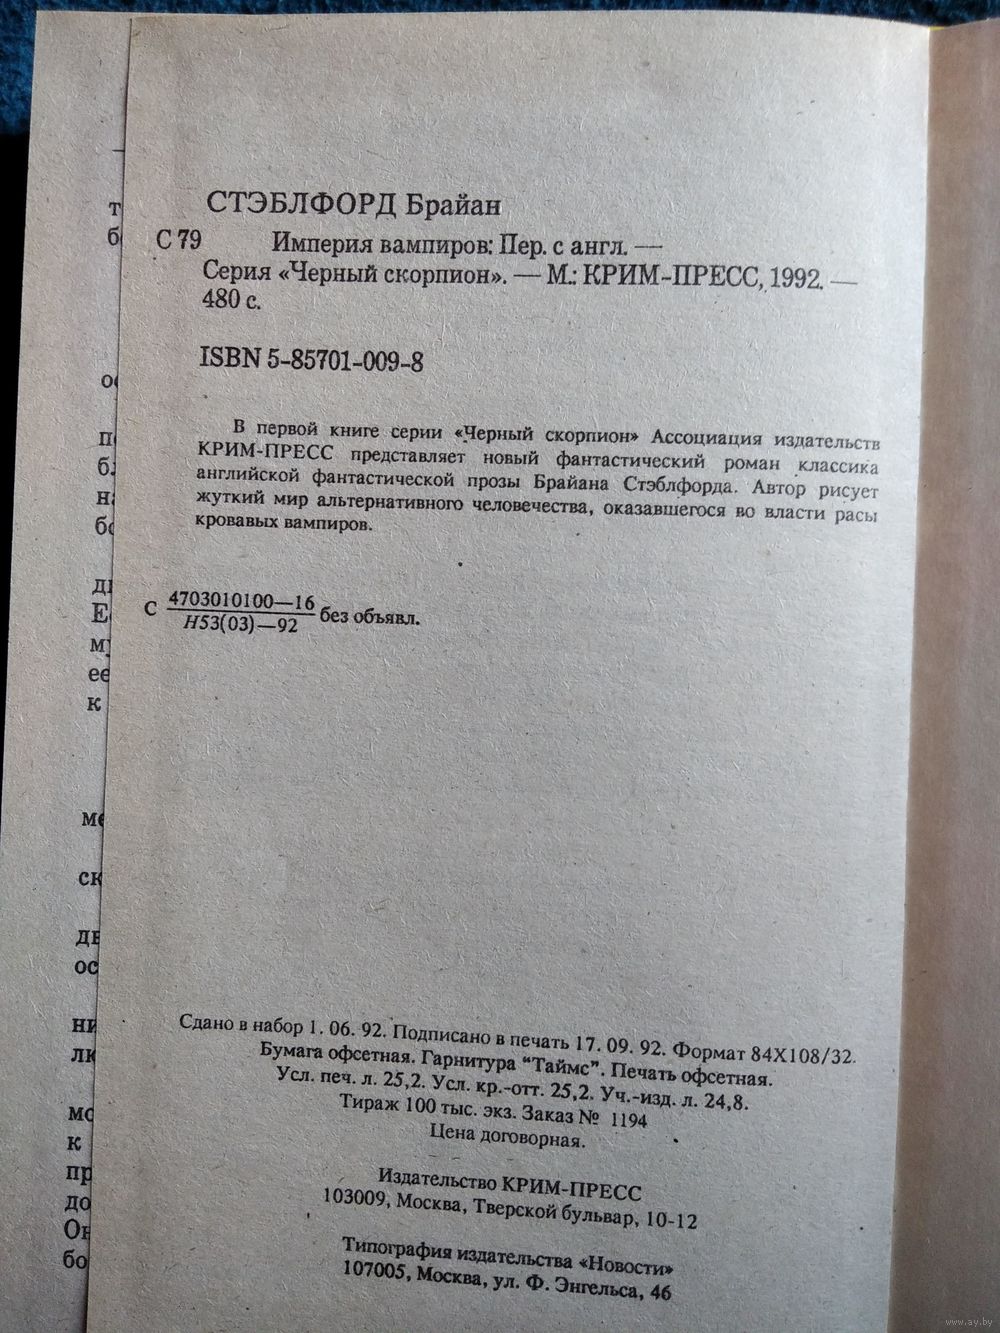 СТЭБЛФОРД Брайан
С 79 Империя вампиров: Пер. с англ. —
Серия «Черный скорпион». — М.: КРИМ-ПРЕСС, 1992. —
480 с.
ISBN 5-85701-009-8
В первой книге серии «Черный скорпион» Ассоциация издательств
КРИМ-ПРЕСС представляет новый фантастический роман классика
английской фантастической прозы Брайана Стэблфорда. Автор рисует
жуткий мир альтернативного человечества, оказавшегося во власти расы
кровавых вампиров.
С 4703010100—16 без объявл.
Н53(03)—92
Сдано в набор 1. 06. 92. Подписано в печать 17. 09. 92. Формат 84Х108/32.
Бумага офсетная. Гарнитура "Таймс". Печать офсетная.
Усл. печ. л. 25,2. Усл. кр.-отт. 25,2. Уч.-изд. л. 24,8.
Тираж 100 тыс. экз. Заказ № 1194
Цена договорная.
Издательство КРИМ-ПРЕСС
103009, Москва, Тверской бульвар, 10-12
Типография издательства «Новости»
107005, Москва, ул. Ф. Энгельса, 46
www.ay.by